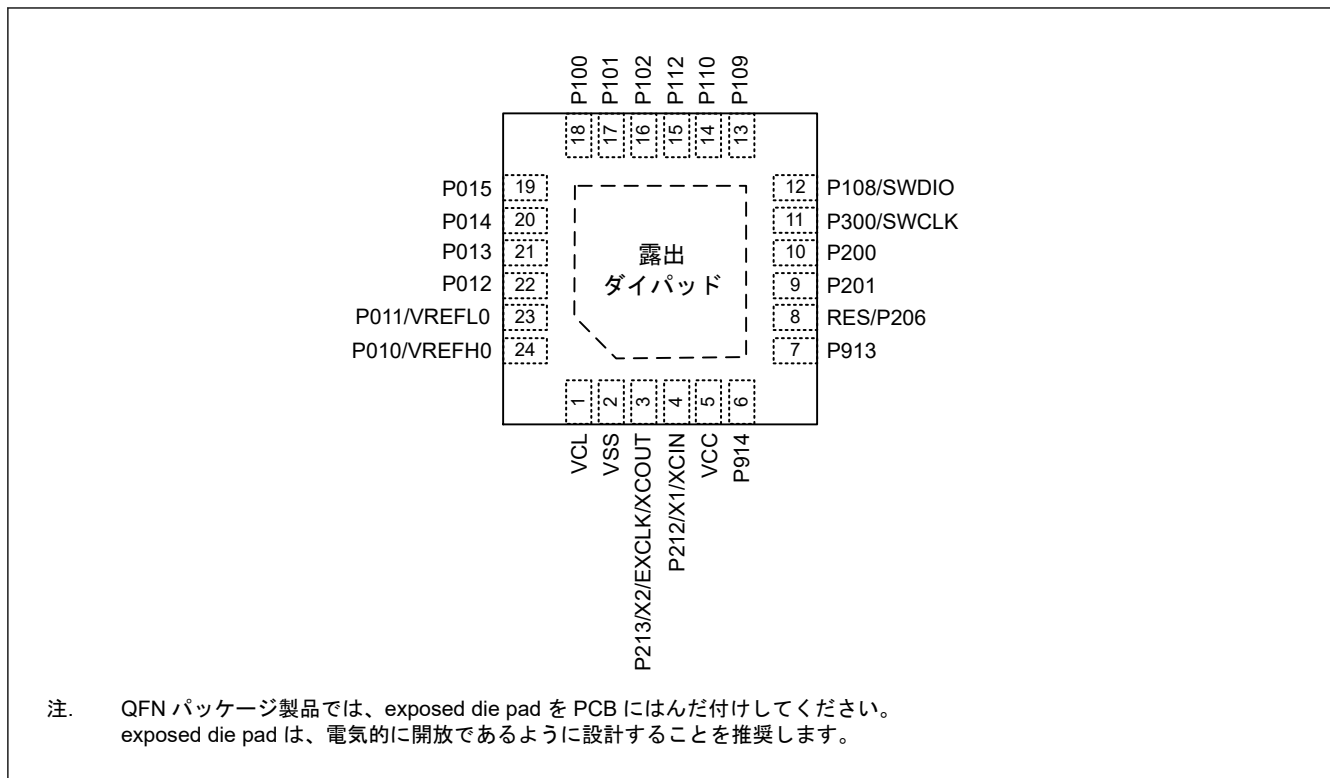 P100
P101
P102
P112
P110
P109
18
17
16
15
14
13
P015 19
P014 20
P013 21
P012 22
P011/VREFL0 23
P010/VREFH0 24
露出
ダイパッド
12 P108/SWDIO
11 P300/SWCLK
10 P200
9 P201
8 RES/P206
7 P913
1
2
3
4
5
6
VCL
VSS
P213/X2/EXCLK/XCOUT
P212/X1/XCIN
VCC
P914
注. QFN パッケージ製品では、exposed die pad を PCB にはんだ付けしてください。
exposed die pad は、電気的に開放であるように設計することを推奨します。